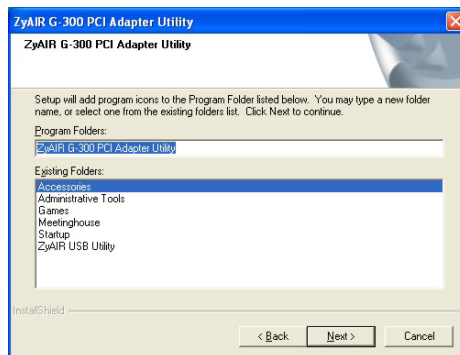 ZyAIR G-300 PCI Adapter Utility
ZyAIR G-300 PCI Adapter Utility
Setup will add program icons to the Program Folder listed below. You may type a new folder
name, or select one from the existing folders list. Click Next to continue.
Program Folders:
ZyAIR G-300 PCI Adapter Utility
Existing Folders:
Accessories
Administrative Tools
Games
Meetinghouse
Startup
ZyAIR USB Utility
InstallShield
< Back Next > Cancel